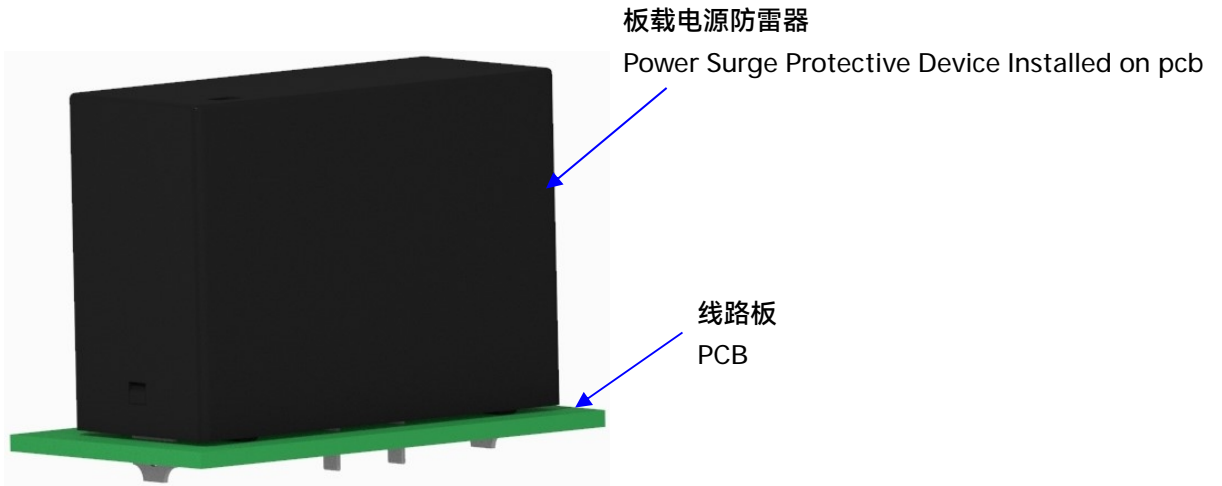 板载电源防雷器
Power Surge Protective Device Installed on pcb
线路板
PCB